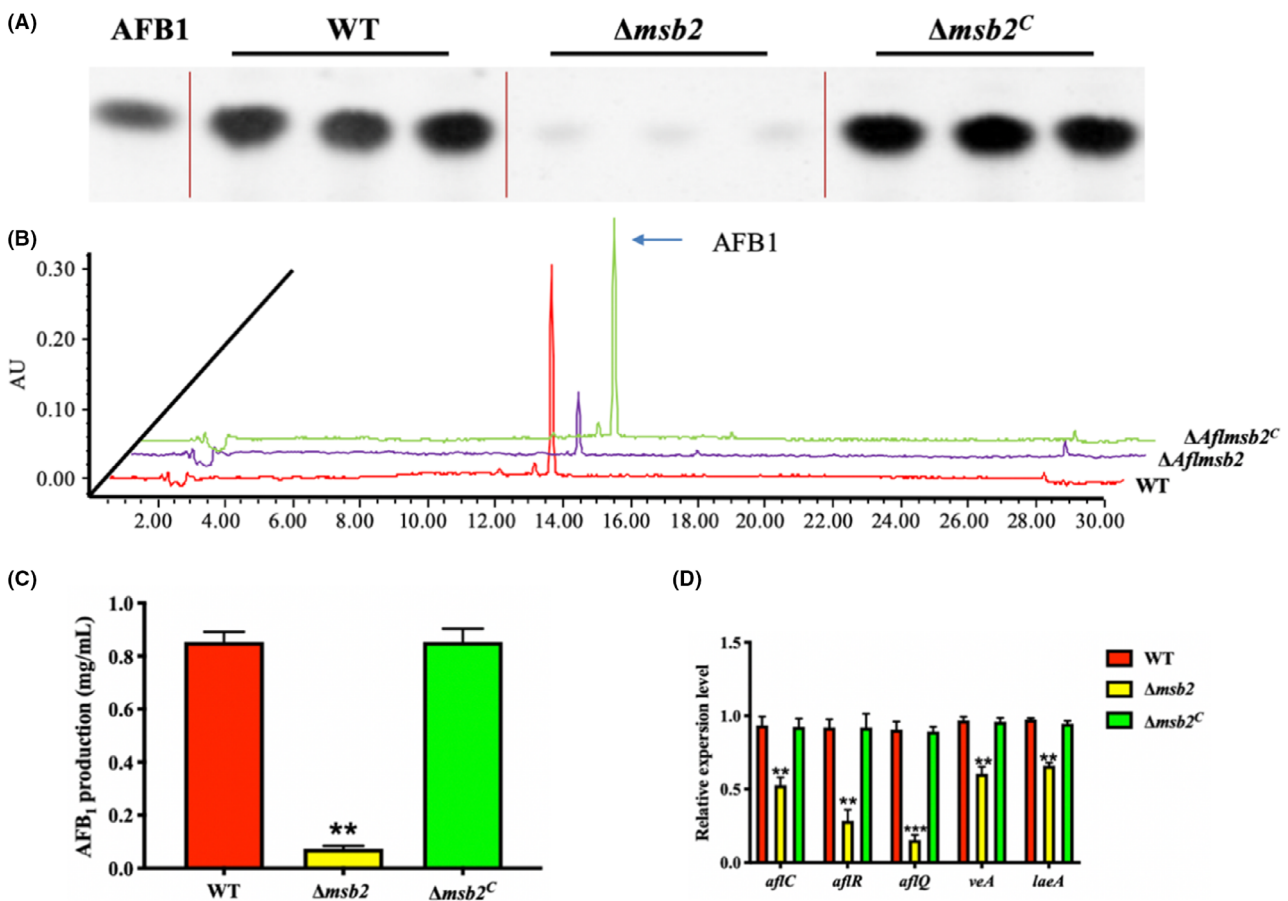 (A)
AFB1 WT Δmsb2 Δmsb2C
(B)
AFB1
0.30
0.20
0.10
0.00
AU
ΔAflmsb2C
ΔAflmsb2
WT
2.00 4.00 6.00 8.00 10.00 12.00 14.00 16.00 18.00 20.00 22.00 24.00 26.00 28.00 30.00
(C)
AFB1 production (mg/mL)
1.0
0.8
0.6
0.4
0.2
0.0
**
WT Δmsb2 Δmsb2C
(D)
Relative expersion level
1.5
1.0
0.5
0.0
** ** *** ** **
aflC aflR aflQ veA laeA
WT
Δmsb2
Δmsb2C